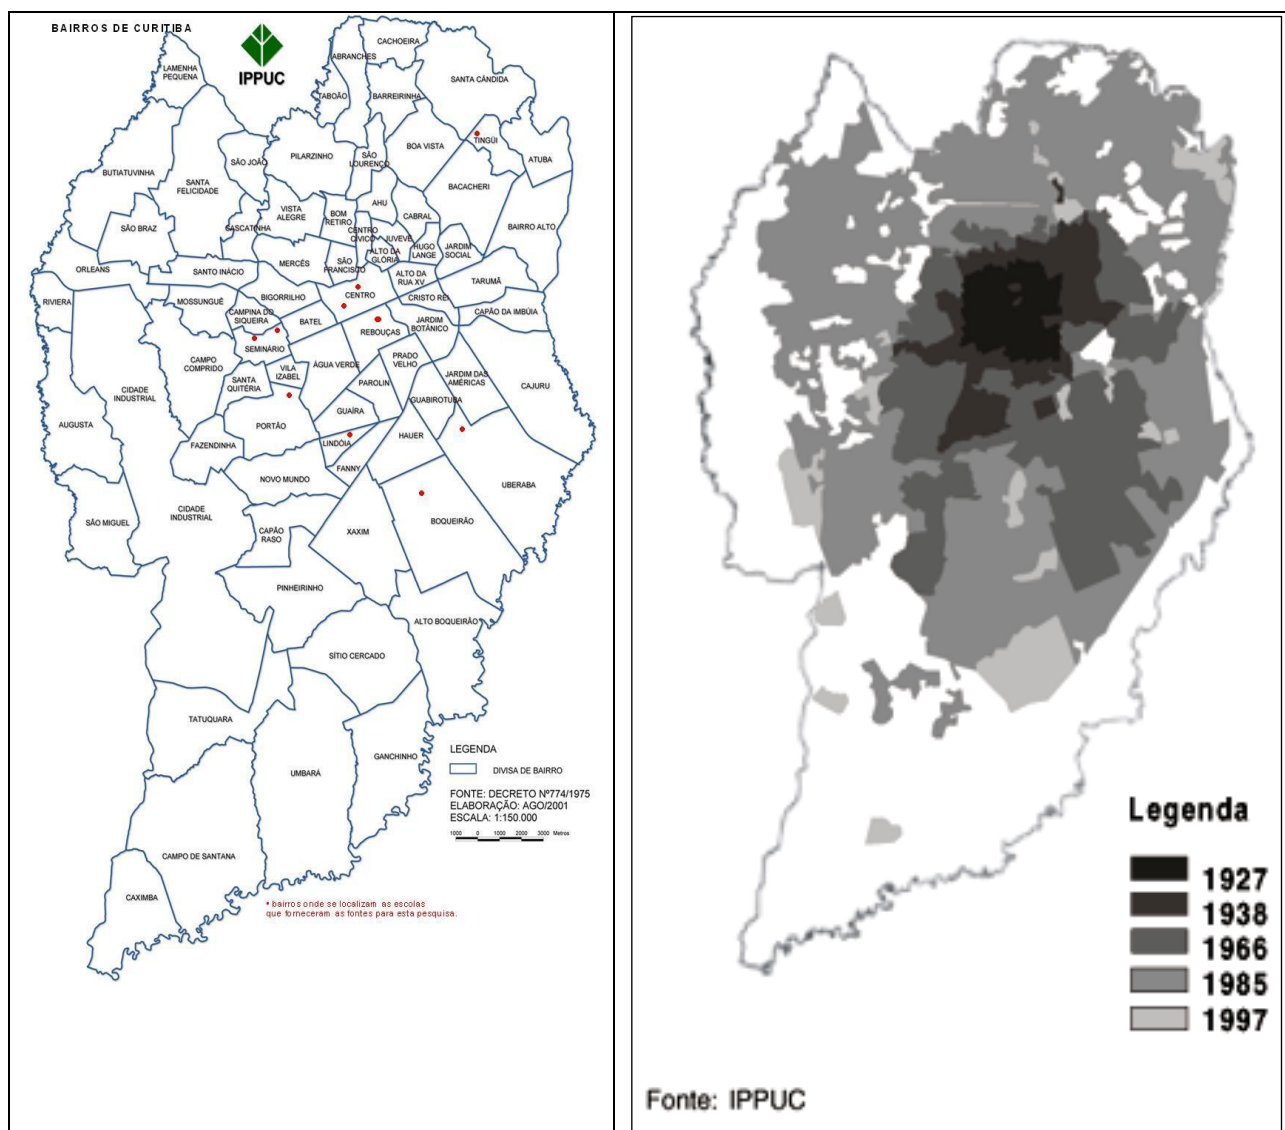 BAIRROS DE CURITIBA
IPPUC
CACHOEIRA
ABRANCHES
LAMENHA
PEQUENA
SANTA CÂNDIDA
TABOÃO
BARREIRINHA
TINGÜI
BOA VISTA
PILARZINHO
SÃO
LOURENÇO
ATUBA
SÃO JOÃO
BUTIATUVINHA
SANTA
FELICIDADE
BACACHERI
AHU
VISTA
ALEGRE
BOM
RETIRO
CABRAL
SÃO BRAZ
CASCATINHA
CENTRO
CÍVICO
JUVEVÊ
BAIRRO ALTO
HUGO
LANGE
JARDIM
SOCIAL
ALTO DA
GLÓRIA
MERCÊS
SÃO
FRANCISCO
ORLEANS
SANTO INÁCIO
ALTO DA
RUA XV
TARUMÃ
RIVIERA
MOSSUNGUÊ
BIGORRILHO
CENTRO
CRISTO REI
CAMPINA DO
SIQUEIRA
BATEL
CAPÃO DA IMBÚIA
JARDIM
BOTÂNICO
REBOUÇAS
SEMINÁRIO
CAMPO
COMPRIDO
VILA
IZABEL
ÁGUA VERDE
PRADO
VELHO
JARDIM DAS
AMÉRICAS
SANTA
QUITÉRIA
PAROLIN
CAJURU
CIDADE
INDUSTRIAL
GUABIROTUBA
GUAÍRA
AUGUSTA
PORTÃO
HAUER
FAZENDINHA
LINDÓIA
FANNY
NOVO MUNDO
UBERABA
CIDADE
INDUSTRIAL
SÃO MIGUEL
BOQUEIRÃO
CAPÃO
RASO
XAXIM
PINHEIRINHO
ALTO BOQUEIRÃO
SÍTIO CERCADO
TATUQUARA
UMBARÁ
GANCHINHO
CAMPO DE SANTANA
CAXIMBA
LEGENDA
DIVISA DE BAIRRO
FONTE: DECRETO Nº774/1975
ELABORAÇÃO: AGO/2001
ESCALA: 1:150.000
1000 0 1000 2000 3000 Metros
* bairros onde se localizam as escolas
que forneceram as fontes para esta pesquisa.
Legenda
1927
1938
1966
1985
1997
Fonte: IPPUC